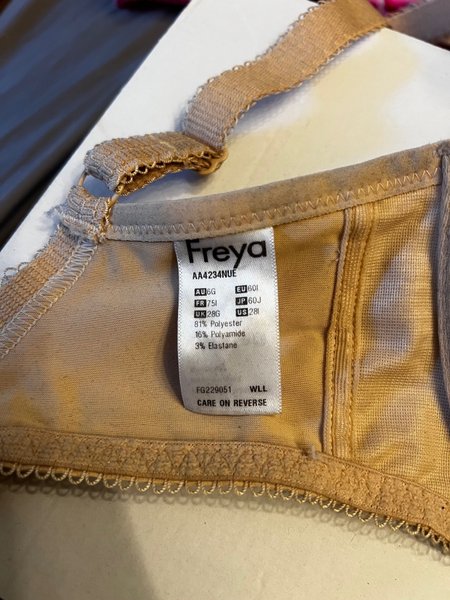 Freya
AA4234NUE
AU 6G EU 60I
FR 75I JP 60J
UK 28G US 28I
81% Polyester
16% Polyamide
3% Elastane
FG229051 WLL
CARE ON REVERSE